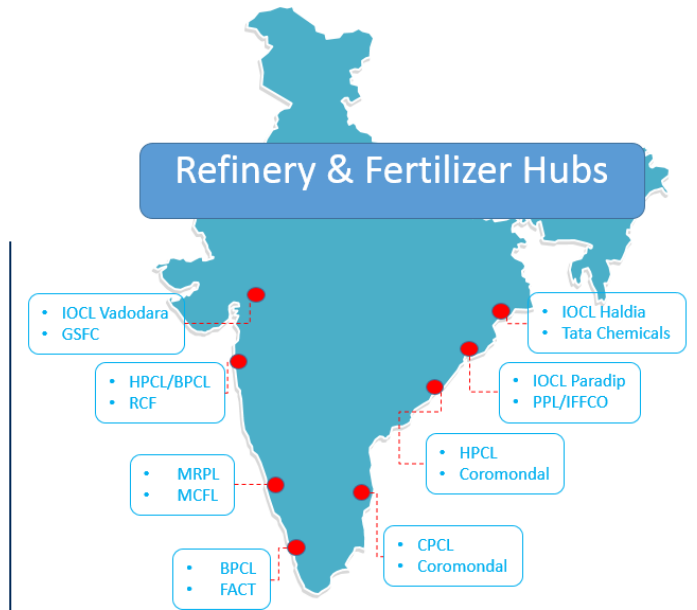 Refinery & Fertilizer Hubs
• IOCL Vadodara
• GSFC
• HPCL/BPCL
• RCF
• MRPL
• MCFL
• BPCL
• FACT
• IOCL Haldia
• Tata Chemicals
• IOCL Paradip
• PPL/IFFCO
• HPCL
• Coromondal
• CPCL
• Coromondal